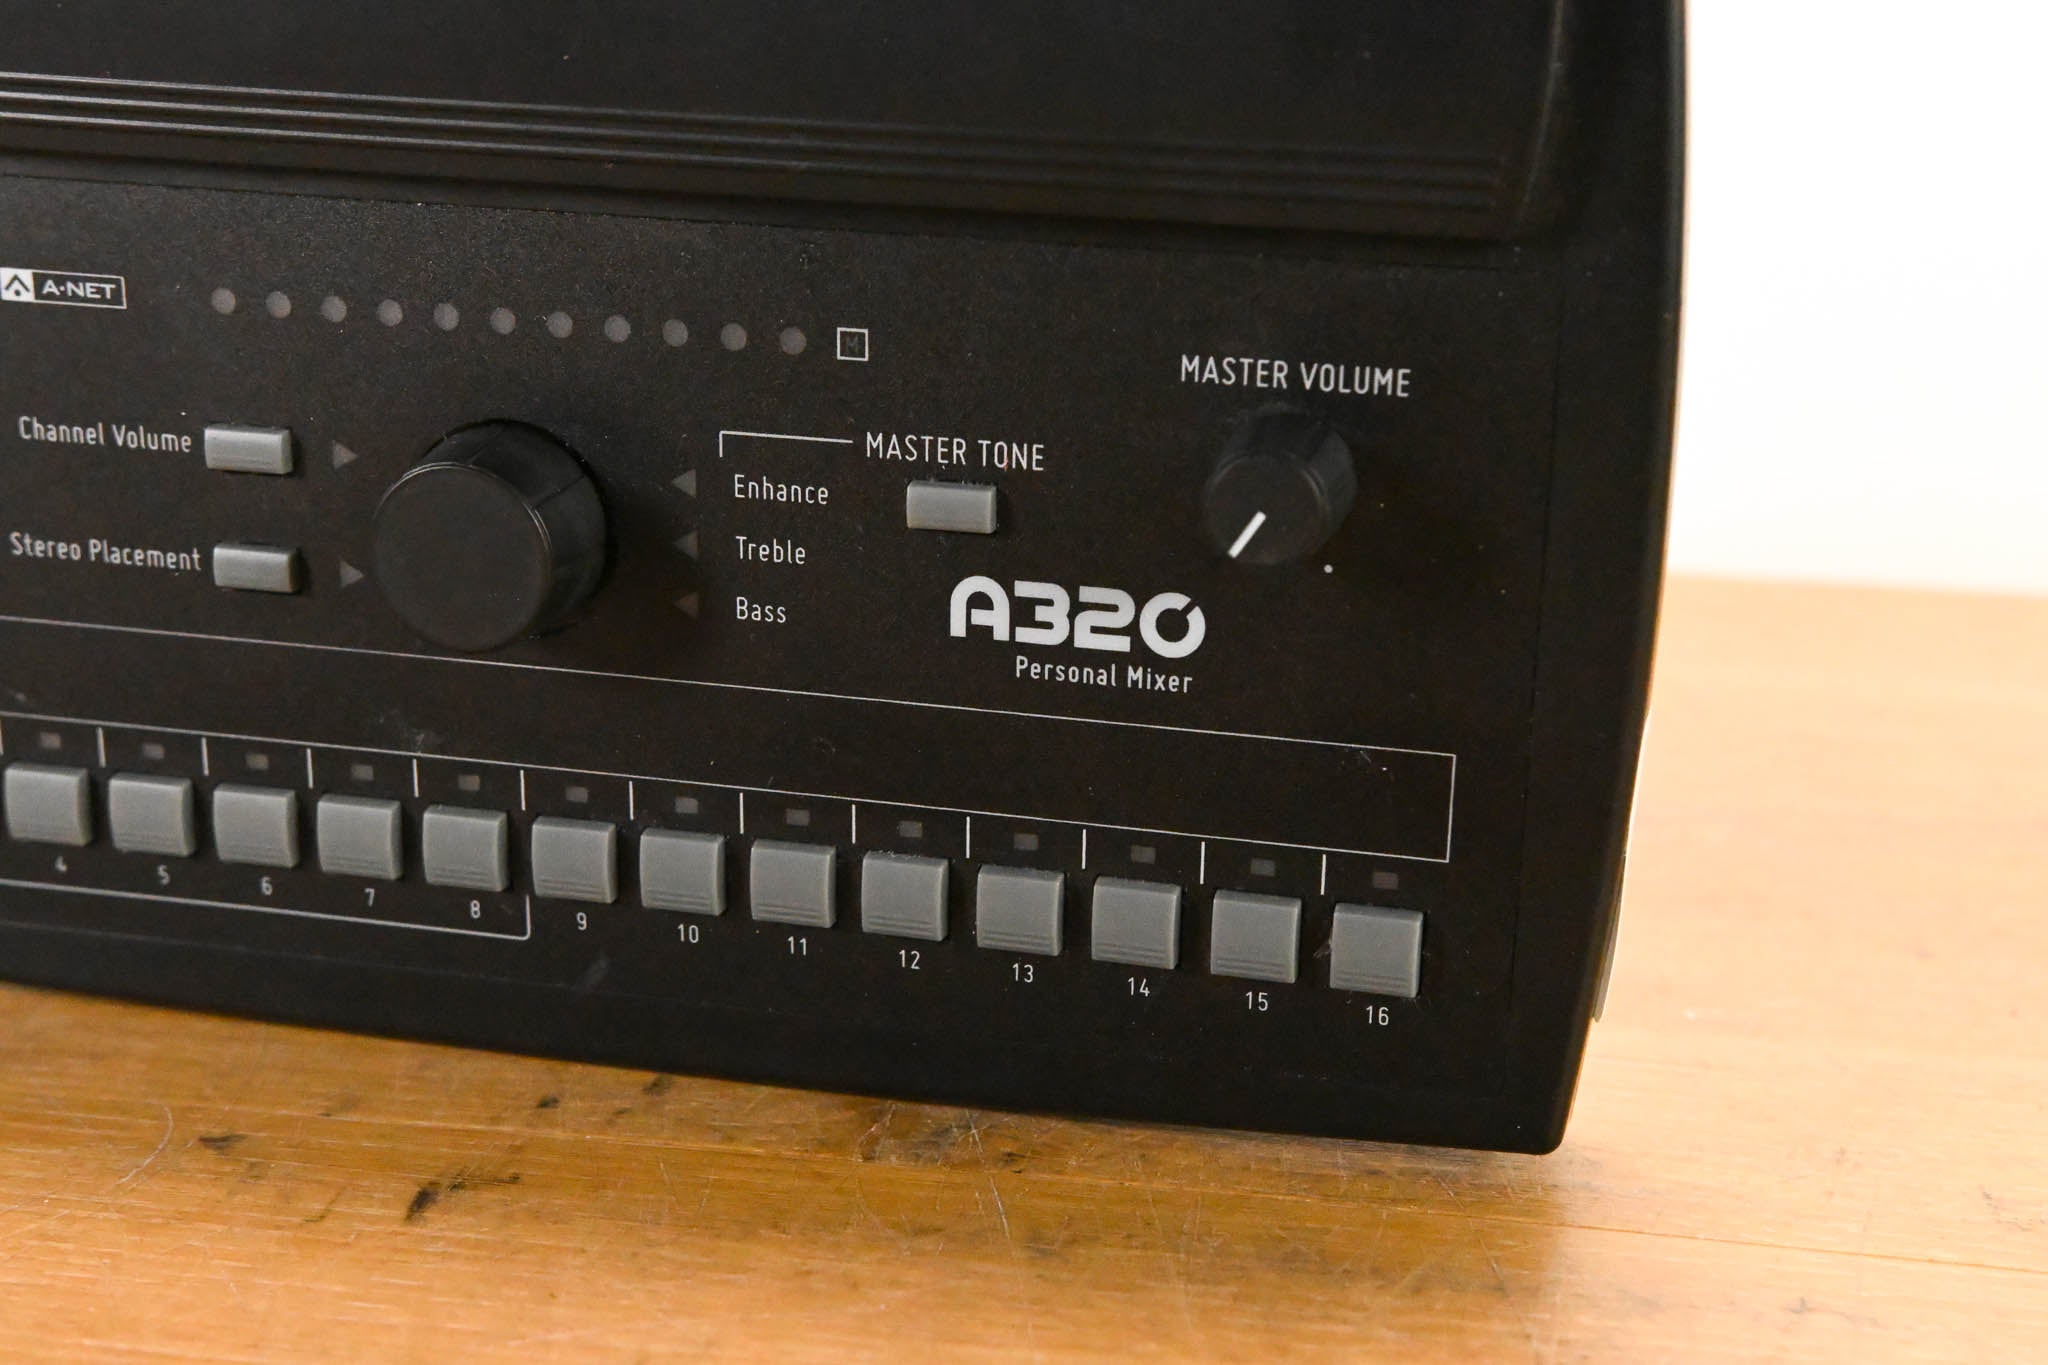 A·NET
M
MASTER VOLUME
Channel Volume
MASTER TONE
Enhance
Stereo Placement
Treble
Bass
A320
Personal Mixer
4 5 6 7 8 9 10 11 12 13 14 15 16